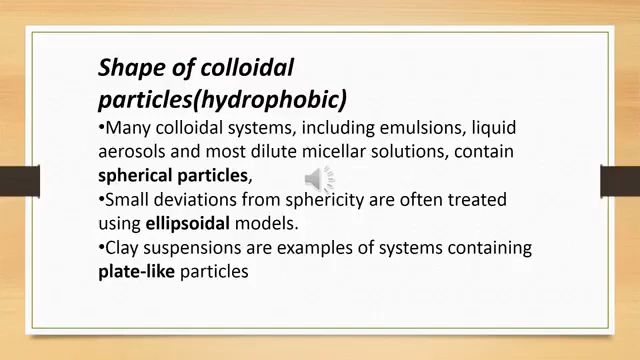 Shape of colloidal
particles(hydrophobic)
•Many colloidal systems, including emulsions, liquid
aerosols and most dilute micellar solutions, contain
spherical particles,
•Small deviations from sphericity are often treated
using ellipsoidal models.
•Clay suspensions are examples of systems containing
plate-like particles